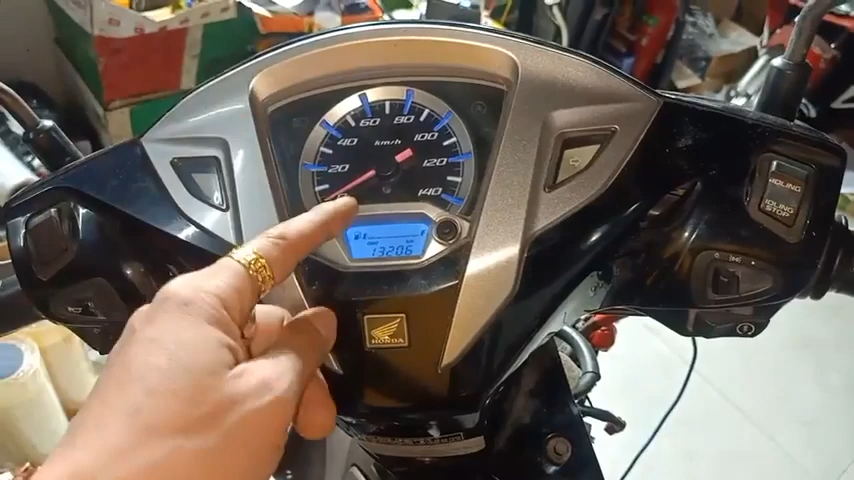 80
60
100
40
km/h
120
20
140
E
F
13206
HONDA
IDLING
IDLING
STOP